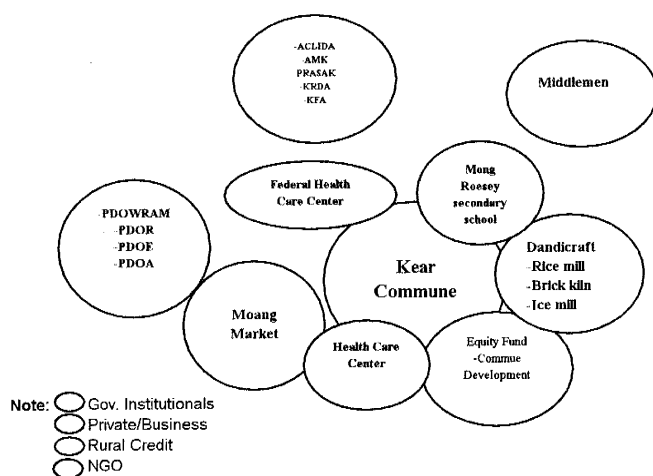 -ACLIDA
-AMK
PRASAK
-KRDA
-KFA
Middlemen
Federal Health
Care Center
Mong
Roesey
secondary
school
-PDOWRAM
-PDOR
-PDOE
-PDOA
Kear
Commune
Dandicraft
-Rice mill
-Brick kiln
-Ice mill
Moang
Market
Health Care
Center
Equity Fund
-Commue
Development
Note: Gov. Institutionals
Private/Business
Rural Credit
NGO